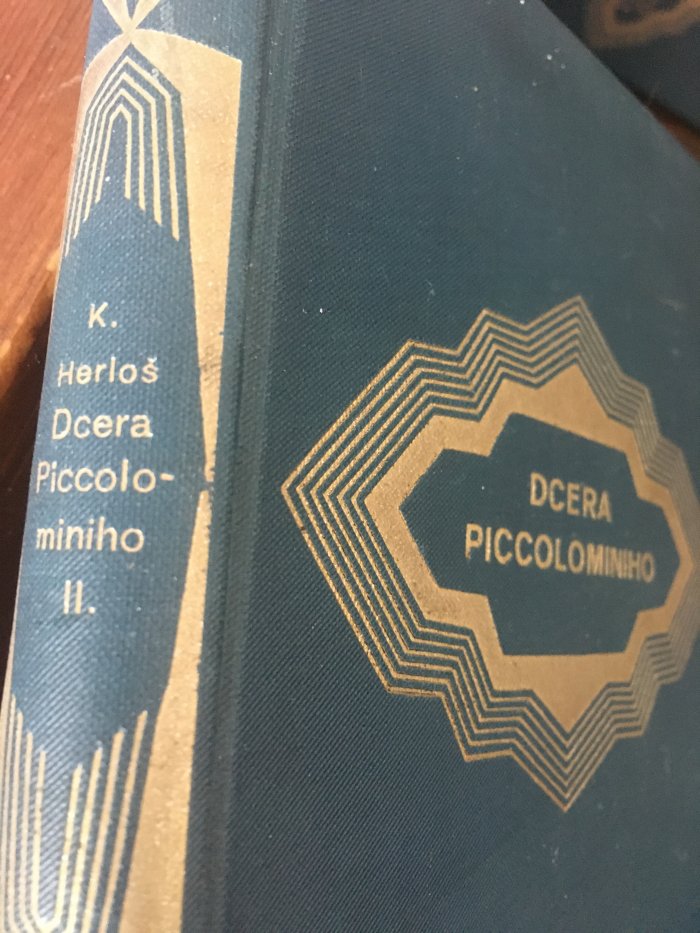 K.
Herloš
Dcera
Piccolo-
miniho
II.
DCERA
PICCOLOMINIHO